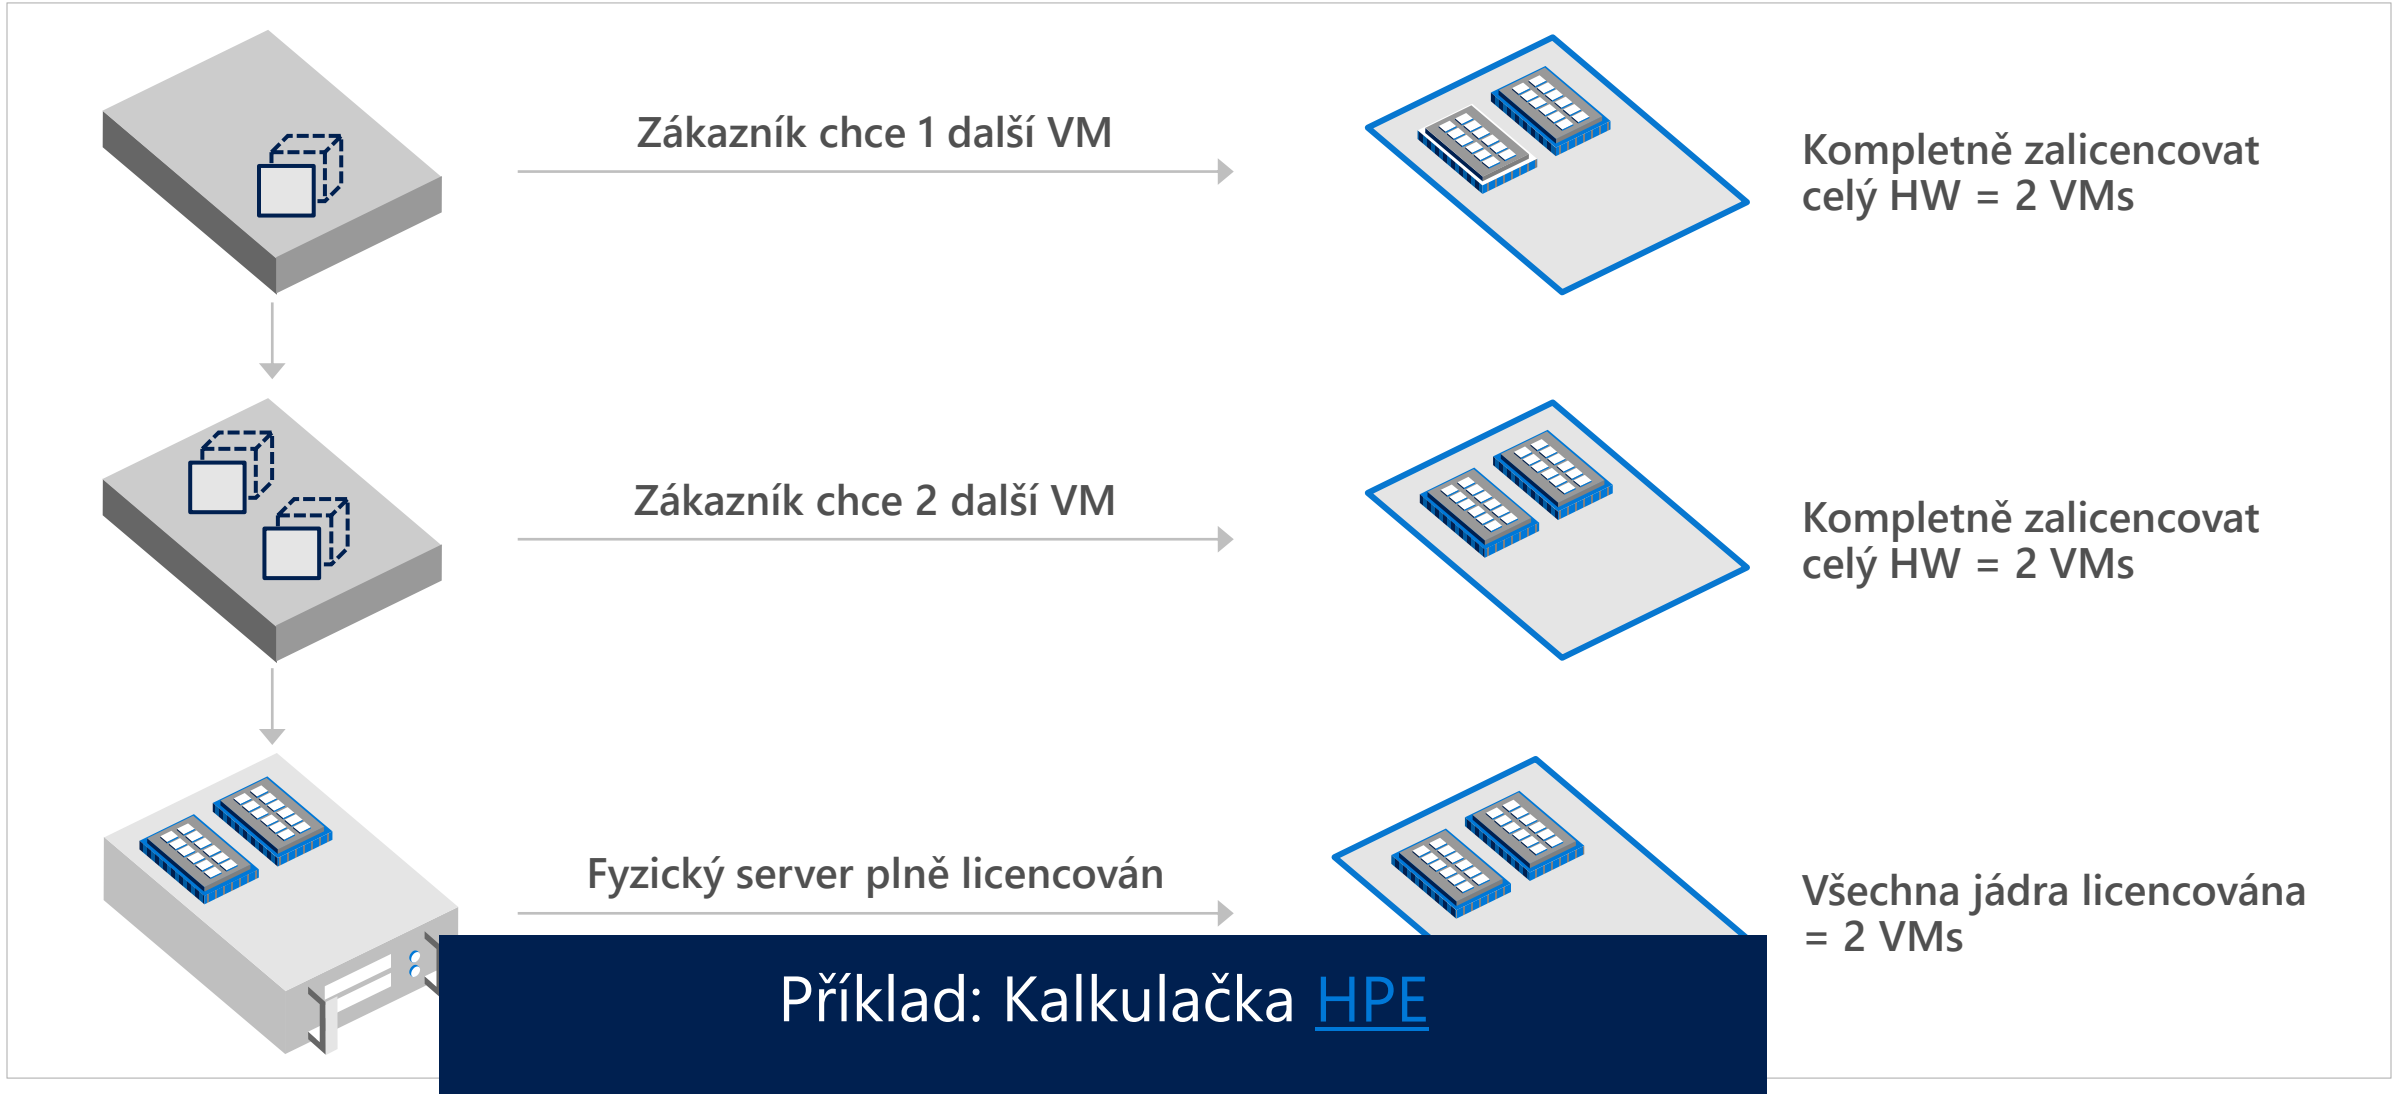 Zákazník chce 1 další VM
Kompletně zalicencovat
celý HW = 2 VMs
Zákazník chce 2 další VM
Kompletně zalicencovat
celý HW = 2 VMs
Fyzický server plně licencován
Všechna jádra licencována
= 2 VMs
Příklad: Kalkulačka HPE